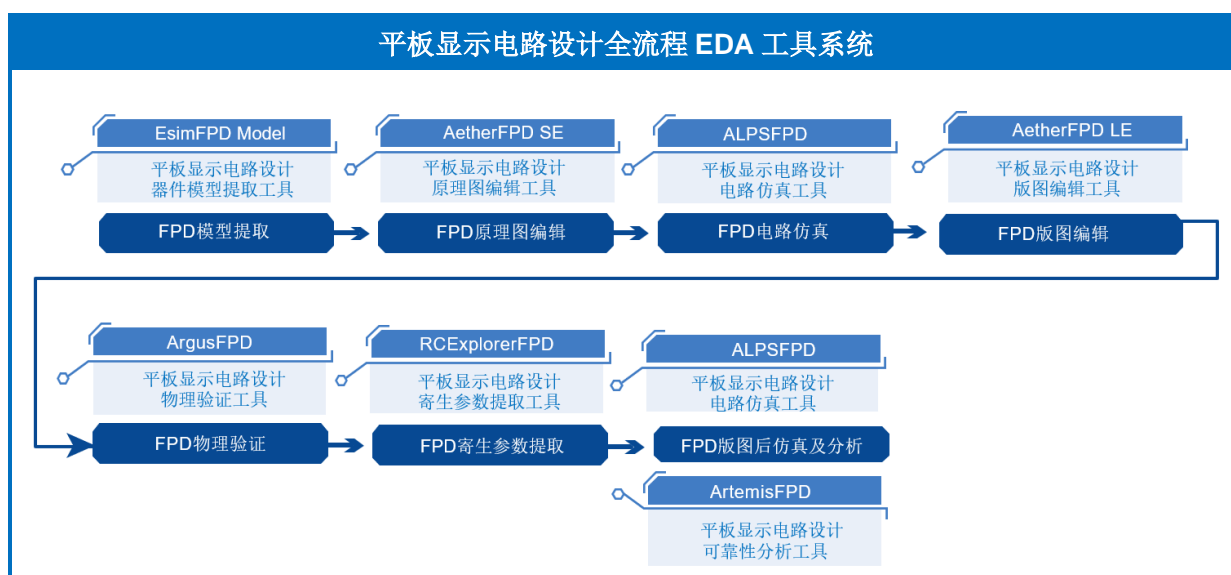 平板显示电路设计全流程 EDA 工具系统
EsimFPD Model
平板显示电路设计
器件模型提取工具
FPD模型提取
AetherFPD SE
平板显示电路设计
原理图编辑工具
FPD原理图编辑
ALPSFPD
平板显示电路设计
电路仿真工具
FPD电路仿真
AetherFPD LE
平板显示电路设计
版图编辑工具
FPD版图编辑
ArgusFPD
平板显示电路设计
物理验证工具
FPD物理验证
RCExplorerFPD
平板显示电路设计
寄生参数提取工具
FPD寄生参数提取
ALPSFPD
平板显示电路设计
电路仿真工具
FPD版图后仿真及分析
ArtemisFPD
平板显示电路设计
可靠性分析工具